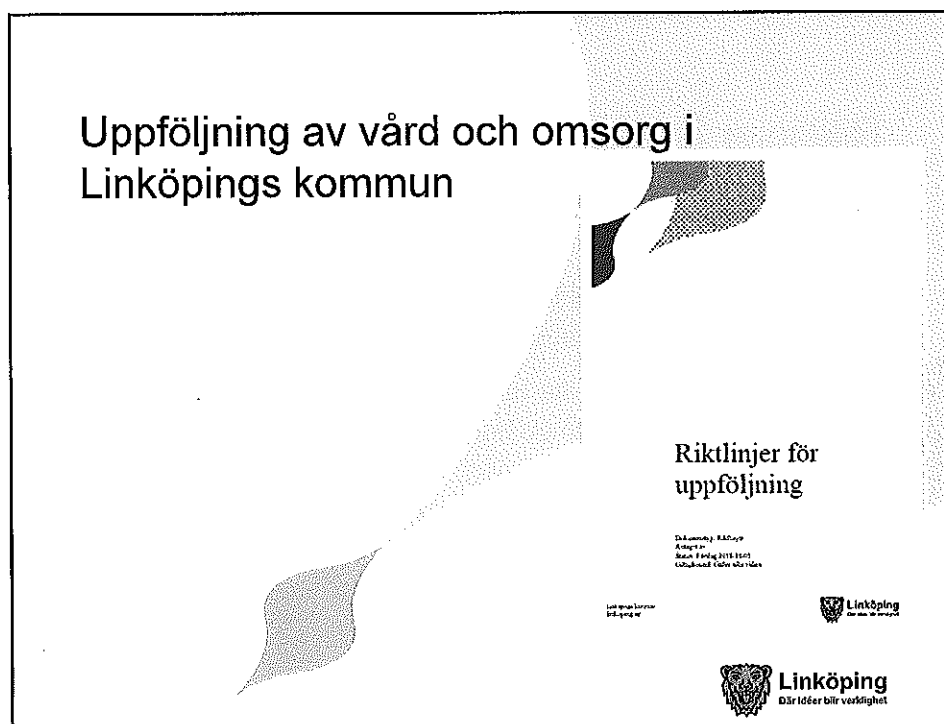 Uppföljning av vård och omsorg i
Linköpings kommun
Riktlinjer för
uppföljning
Linköping
Linköping
Där idéer blir verklighet